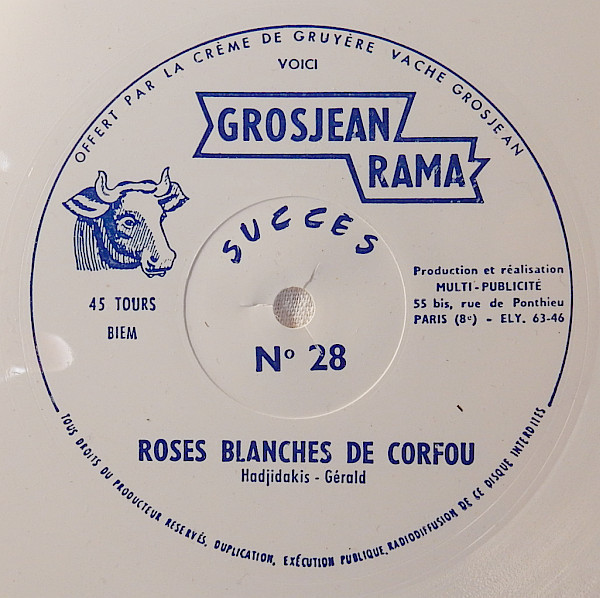 OFFERT PAR LA CRÈME DE GRUYÈRE VACHE GROSJEAN
VOICI
GROSJEAN
RAMA
SUCCES
45 TOURS
BIEM
Production et réalisation
MULTI-PUBLICITÉ
55 bis, rue de Ponthieu
PARIS (8e) - ELY. 63-46
No 28
ROSES BLANCHES DE CORFOU
Hadjidakis - Gérald
TOUS DROITS DU PRODUCTEUR RESERVÉS. DUPLICATION, EXÉCUTION PUBLIQUE, RADIODIFFUSION DE CE DISQUE INTERDITES